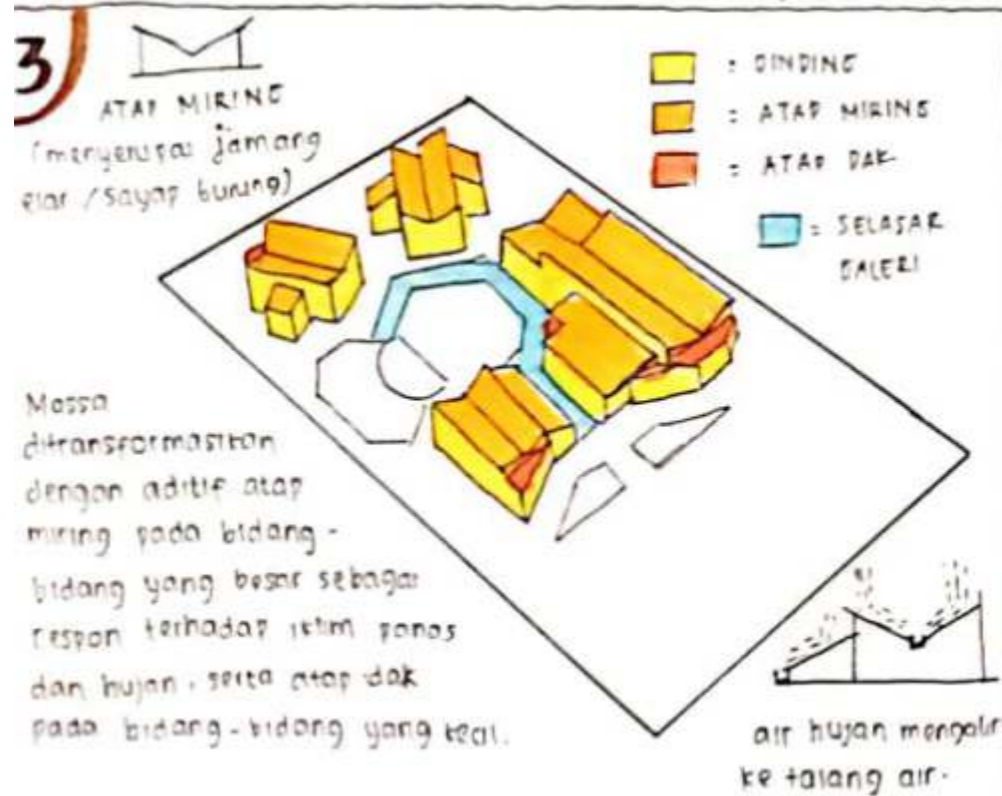 3
ATAP MIRING
(menyerupai jamang
elar / sayap burung)
: DINDING
: ATAP MIRING
: ATAP DAK
: SELASAR
GALERI
Massa
ditransformasikan
dengan aditif atap
miring pada bidang-
bidang yang besar sebagai
respon terhadap iklim panas
dan hujan, serta atap dak
pada bidang-bidang yang kecil.
air hujan mengalir
ke talang air.